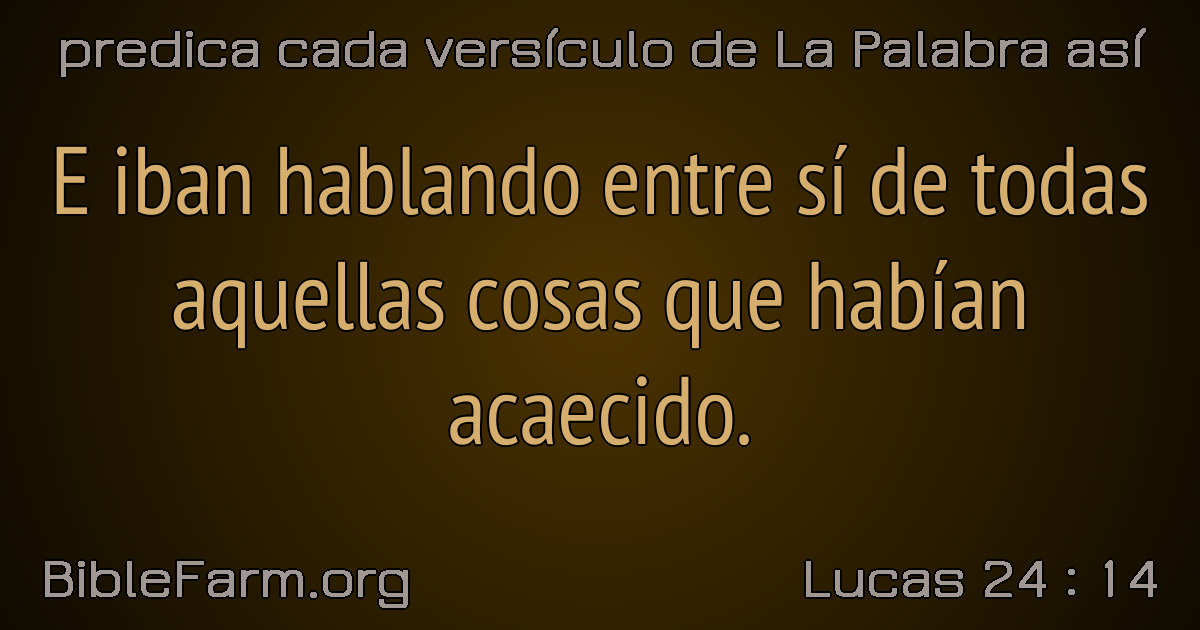 predica cada versículo de La Palabra así
E iban hablando entre sí de todas
aquellas cosas que habían
acaecido.
BibleFarm.org
Lucas 24 : 14